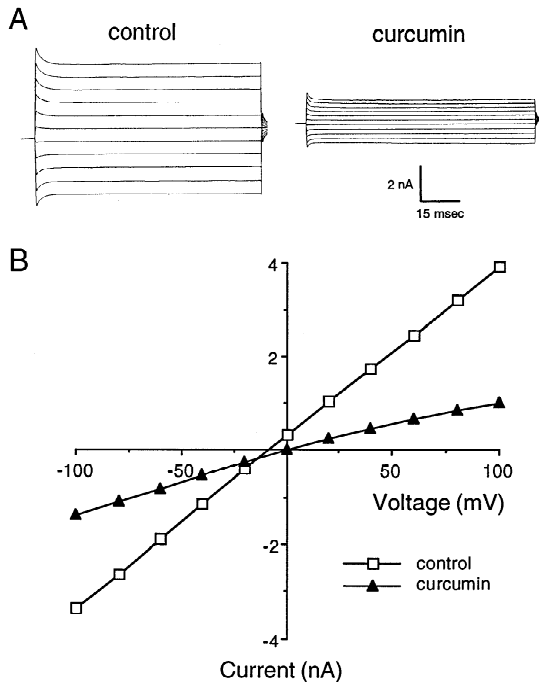 A
control
curcumin
2 nA
15 msec
B
4
2
-100
-50
50
100
Voltage (mV)
-2
control
curcumin
-4
Current (nA)